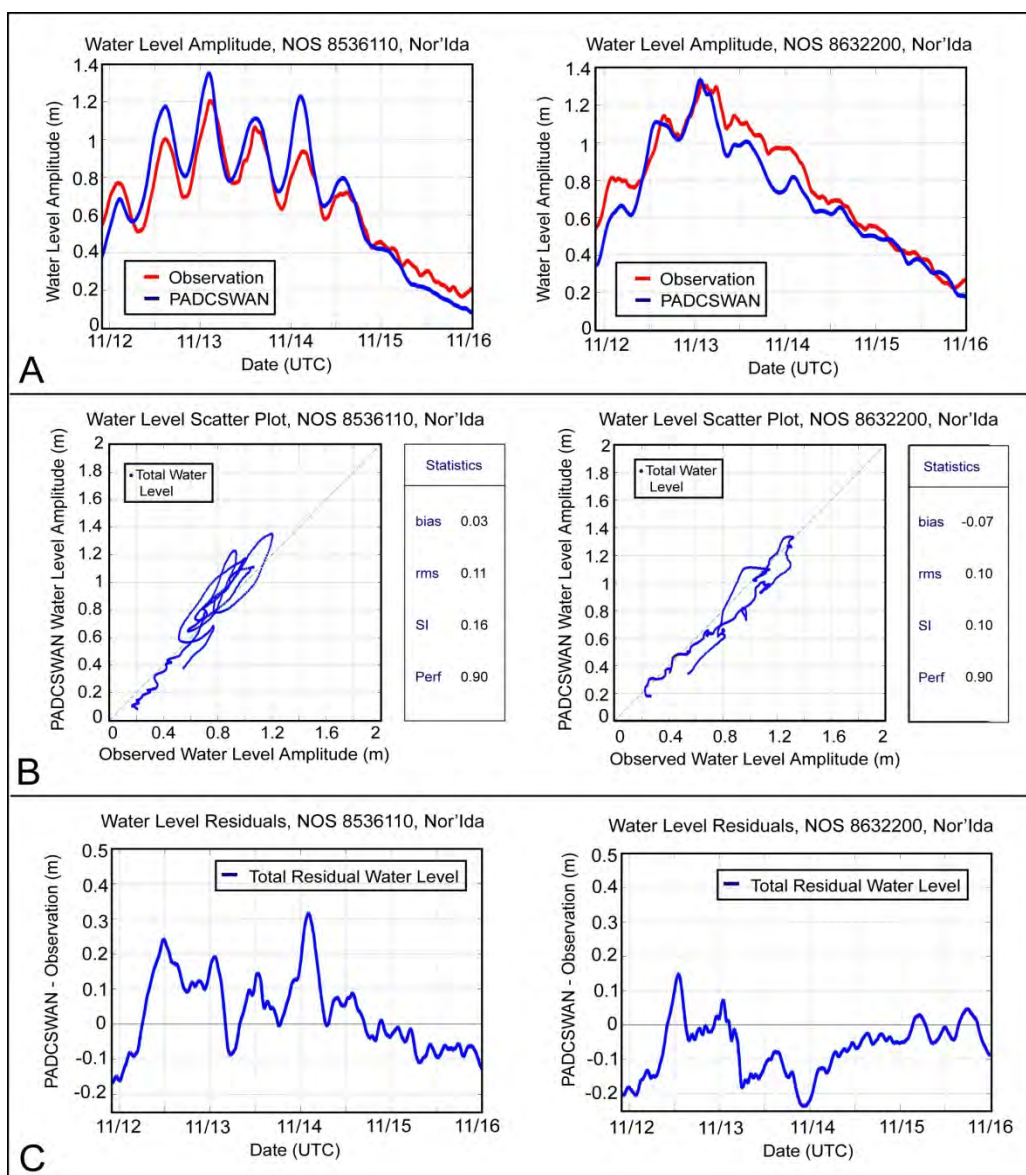 Water Level Amplitude, NOS 8536110, Nor'Ida
Water Level Amplitude (m)
1.4
1.2
1
0.8
0.6
0.4
0.2
0
Observation
PADCSWAN
11/12 11/13 11/14 11/15 11/16
Date (UTC)
Water Level Amplitude, NOS 8632200, Nor'Ida
Water Level Amplitude (m )
1.4
1.2
1
0.8
0.6
0.4
0.2
0
Observation
PADCSWAN
11/12 11/13 11/14 11/15 11/16
Date (UTC)
A
Water Level Scatter Plot, NOS 8536110, Nor'Ida
PADCSWAN Water Level Amplitude (m)
2
1.8
1.6
1.4
1.2
1
0.8
0.6
0.4
0.2
0
Total Water
Level
0 0.4 0.8 1.2 1.6 2
Observed Water Level Amplitude (m)
Statistics
bias 0.03
rms 0.11
SI 0.16
Perf 0.90
Water Level Scatter Plot, NOS 8632200, Nor'Ida
PADCSWAN Water Level Amplitude (m)
2
1.8
1.6
1.4
1.2
1
0.8
0.6
0.4
0.2
0
Total Water
Level
0 0.4 0.8 1.2 1.6 2
Observed Water Level Amplitude (m)
Statistics
bias -0.07
rms 0.10
SI 0.10
Perf 0.90
B
Water Level Residuals, NOS 8536110, Nor'Ida
PADCSWAN - Observation (m)
0.5
0.4
0.3
0.2
0.1
0
-0.1
-0.2
Total Residual Water Level
11/12 11/13 11/14 11/15 11/16
Date (UTC)
Water Level Residuals, NOS 8632200, Nor'Ida
PADCSWAN - Observation (m)
0.5
0.4
0.3
0.2
0.1
0
-0.1
-0.2
Total Residual Water Level
11/12 11/13 11/14 11/15 11/16
Date (UTC)
C